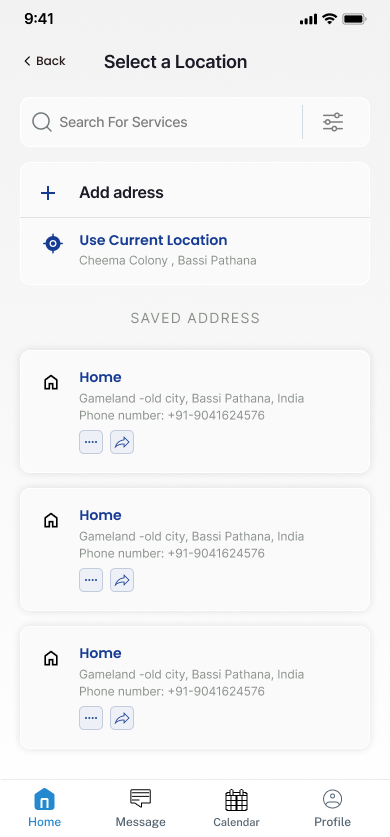 9:41
Back
Select a Location
Search For Services
Add adress
Use Current Location
Cheema Colony , Bassi Pathana
SAVED ADDRESS
Home
Gameland -old city, Bassi Pathana, India
Phone number: +91-9041624576
Home
Gameland -old city, Bassi Pathana, India
Phone number: +91-9041624576
Home
Gameland -old city, Bassi Pathana, India
Phone number: +91-9041624576
Home
Message
Calendar
Profile